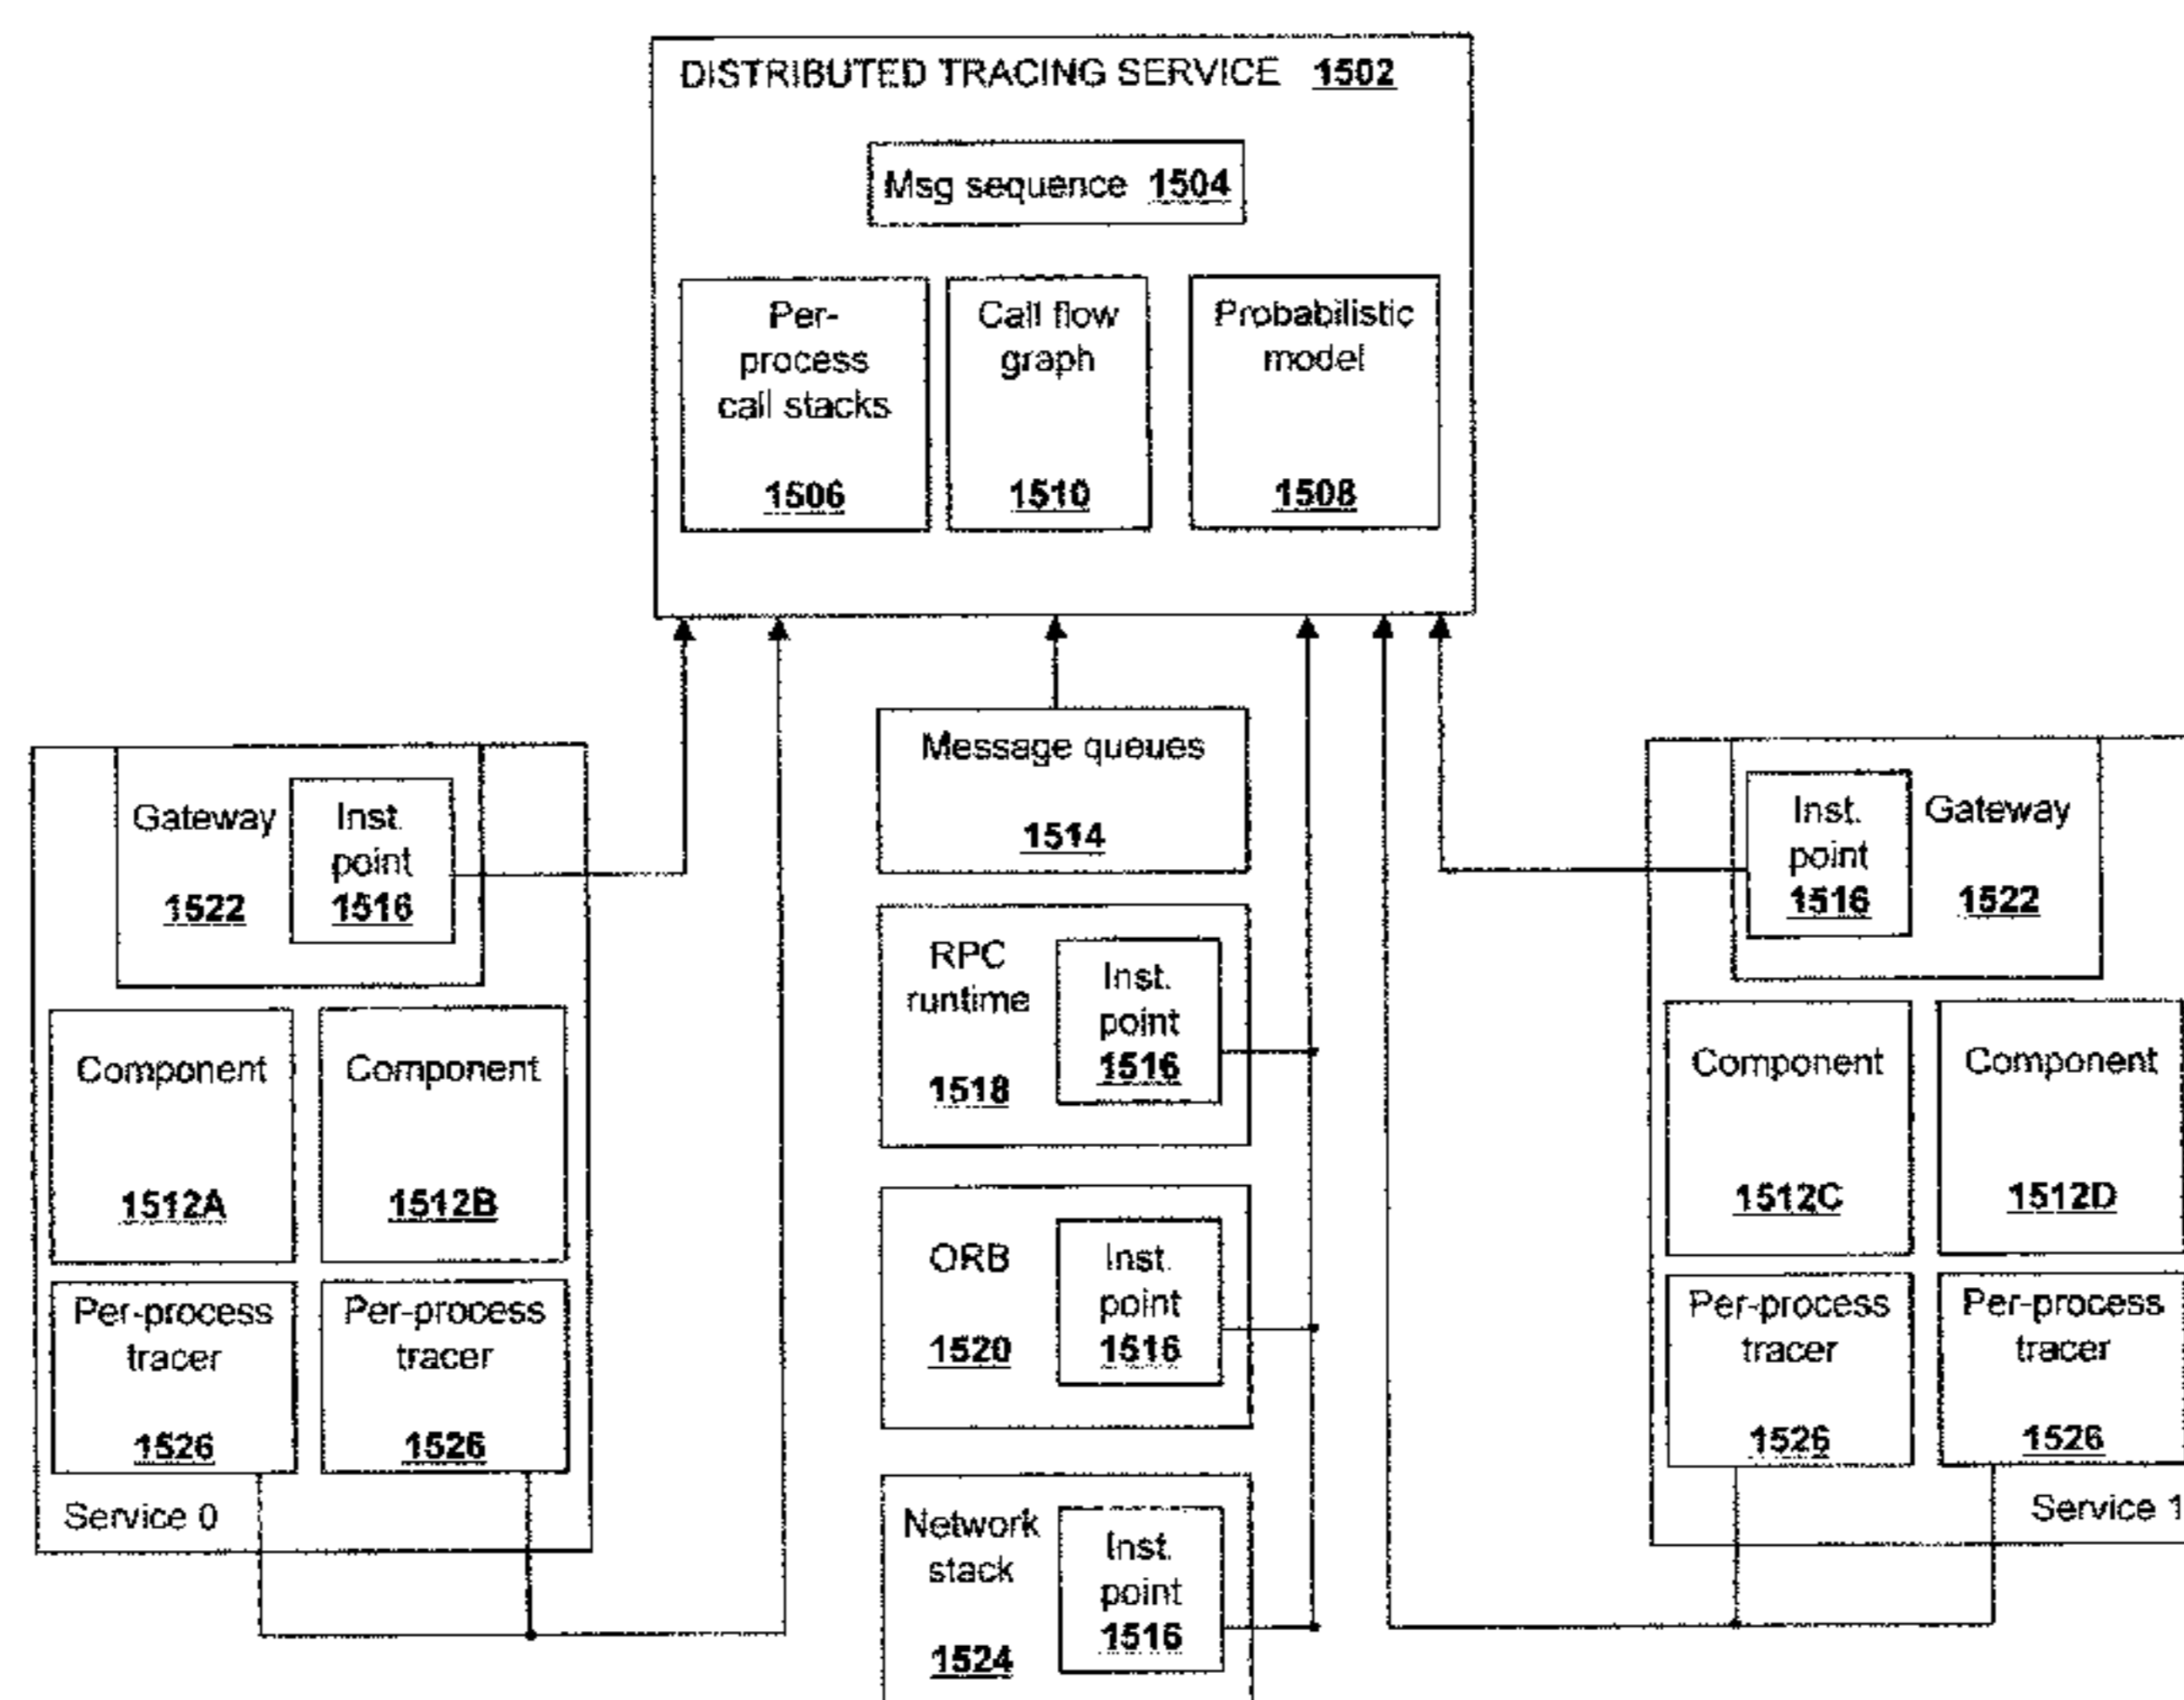 DISTRIBUTED TRACING SERVICE 1502
Msg sequence 1504
Per-
process
call stacks
1506
Call flow
graph
1510
Probabilistic
model
1508
Message queues
1514
Gateway
1522
Inst.
point
1516
Component
1512A
Component
1512B
Per-process
tracer
1526
Per-process
tracer
1526
Service 0
RPC
runtime
1518
Inst.
point
1516
ORB
1520
Inst.
point
1516
Network
stack
1524
Inst.
point
1516
Inst.
point
1516
Gateway
1522
Component
1512C
Component
1512D
Per-process
tracer
1526
Per-process
tracer
1526
Service 1